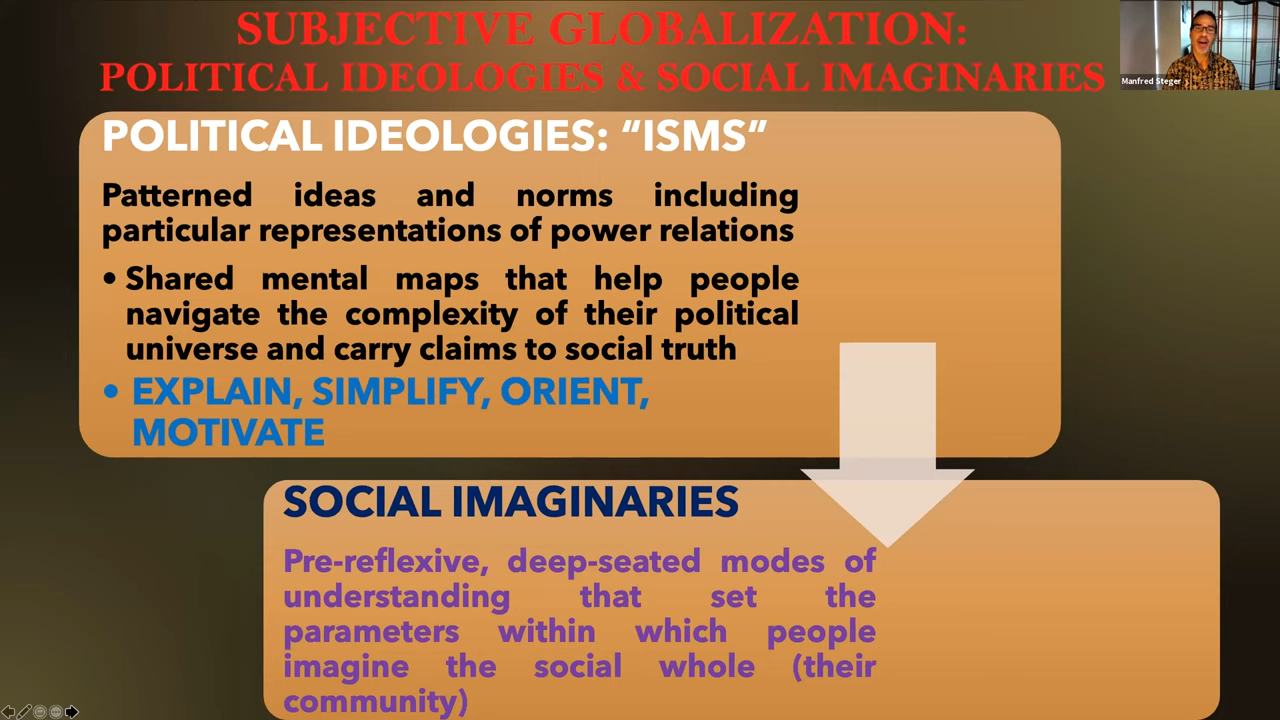 SUBJECTIVE GLOBALIZATION:
POLITICAL IDEOLOGIES & SOCIAL IMAGINARIES
Manfred Steger
POLITICAL IDEOLOGIES: “ISMS”
Patterned ideas and norms including
particular representations of power relations
• Shared mental maps that help people
navigate the complexity of their political
universe and carry claims to social truth
• EXPLAIN, SIMPLIFY, ORIENT,
MOTIVATE
SOCIAL IMAGINARIES
Pre-reflexive, deep-seated modes of
understanding that set the
parameters within which people
imagine the social whole (their
community)